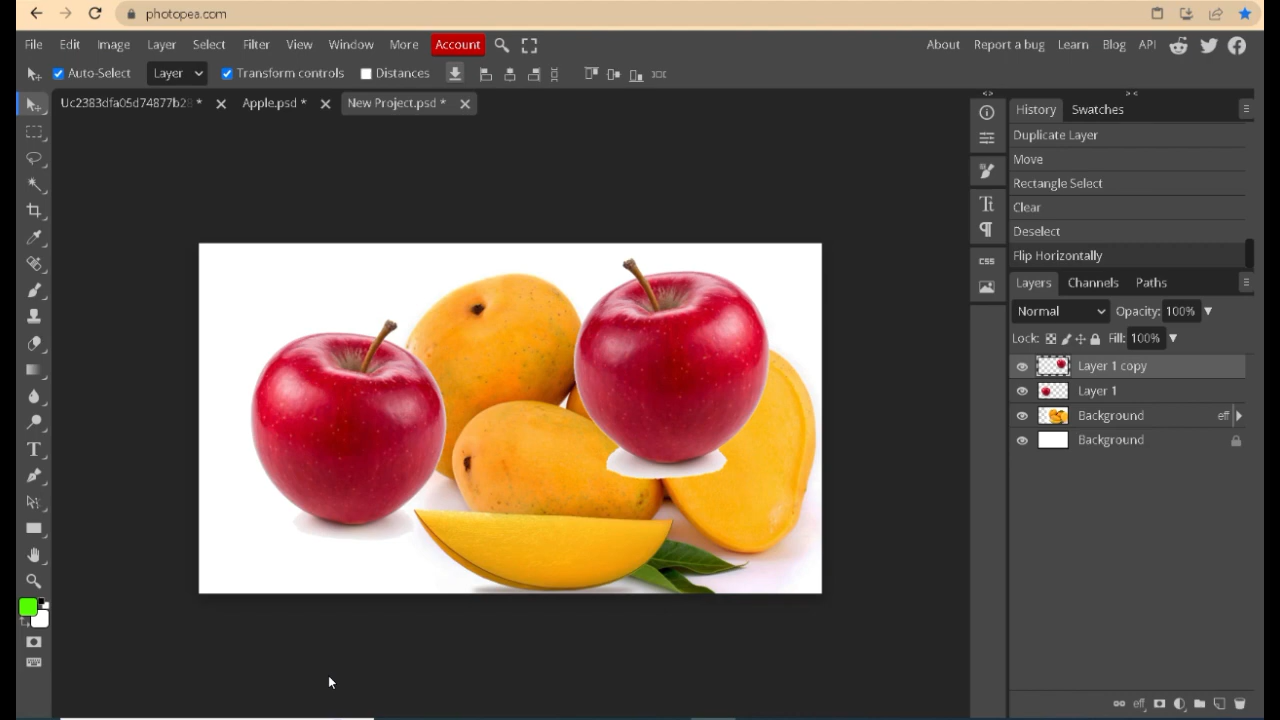 photopea.com
File Edit Image Layer Select Filter View Window More Account About Report a bug Learn Blog API
Auto-Select Layer Transform controls Distances
Uc2383dfa05d74877b28 * Apple.psd * New Project.psd *
History Swatches
Duplicate Layer
Move
Rectangle Select
Clear
Deselect
Flip Horizontally
Layers Channels Paths
Normal Opacity: 100%
Lock: Fill: 100%
Layer 1 copy
Layer 1
Background eff
Background
CSS
eff